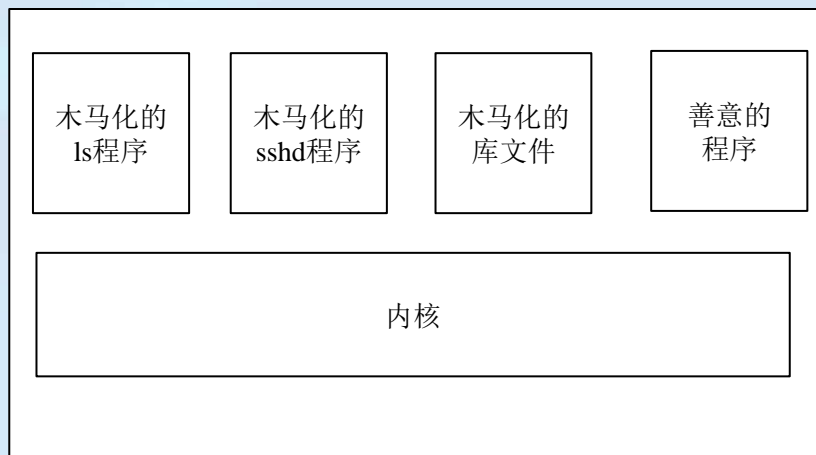 木马化的
ls程序
木马化的
sshd程序
木马化的
库文件
善意的
程序
内核